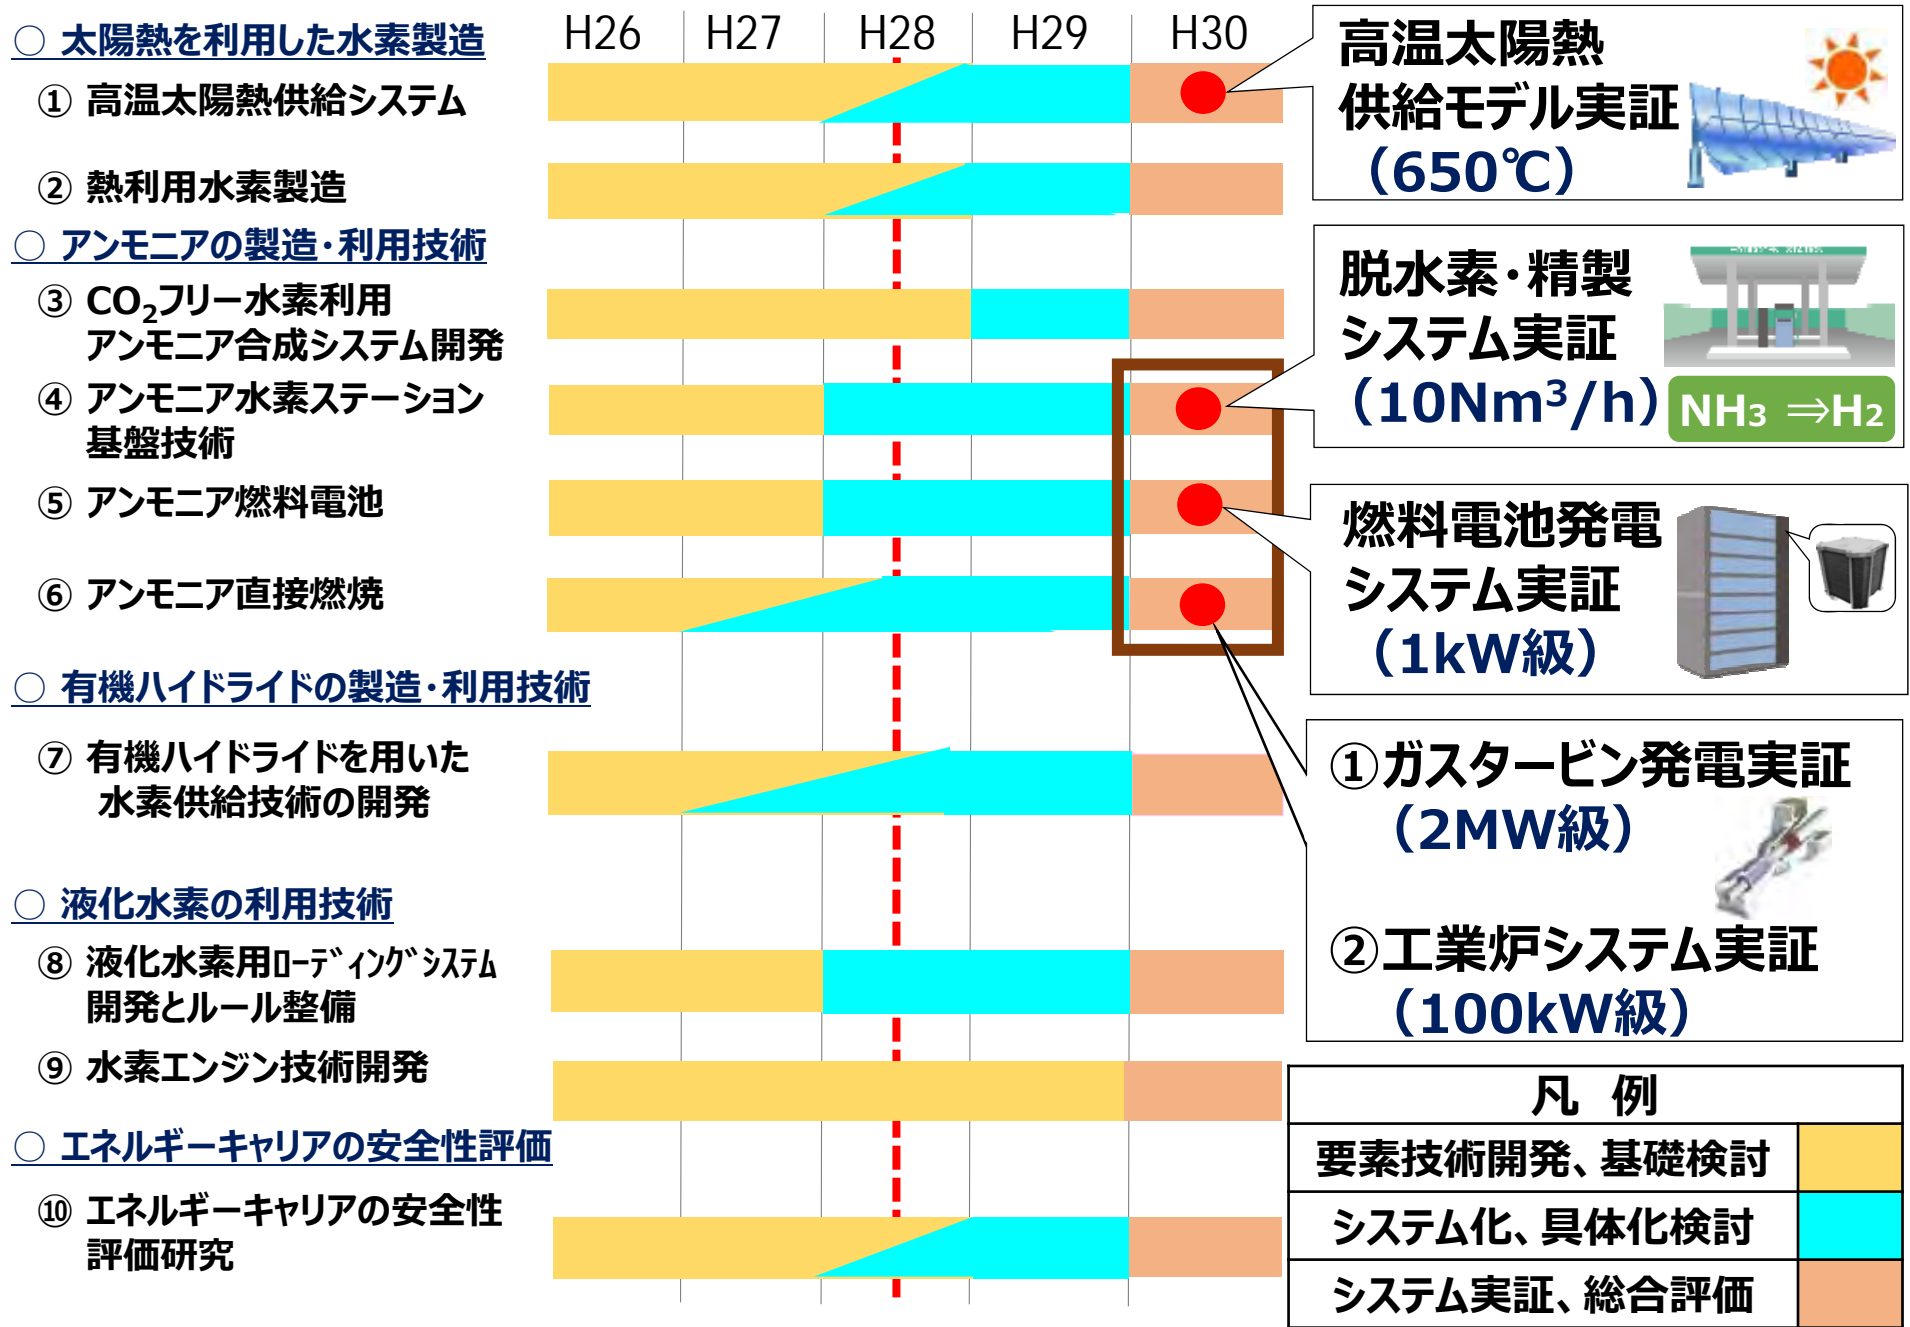 H26 H27 H28 H29 H30
○ 太陽熱を利用した水素製造
① 高温太陽熱供給システム
② 熱利用水素製造
○ アンモニアの製造・利用技術
③ CO2フリー水素利用
アンモニア合成システム開発
④ アンモニア水素ステーション
基盤技術
⑤ アンモニア燃料電池
⑥ アンモニア直接燃焼
○ 有機ハイドライドの製造・利用技術
⑦ 有機ハイドライドを用いた
水素供給技術の開発
○ 液化水素の利用技術
⑧ 液化水素用ﾛｰﾃﾞｨﾝｸﾞｼｽﾃﾑ
開発とルール整備
⑨ 水素エンジン技術開発
○ エネルギーキャリアの安全性評価
⑩ エネルギーキャリアの安全性
評価研究
高温太陽熱
供給モデル実証
（650℃）
脱水素・精製
システム実証
（10Nm³/h）
NH3 ⇒H2
燃料電池発電
システム実証
（1kW級）
①ガスタービン発電実証
（2MW級）
②工業炉システム実証
（100kW級）
凡 例
要素技術開発、基礎検討
システム化、具体化検討
システム実証、総合評価